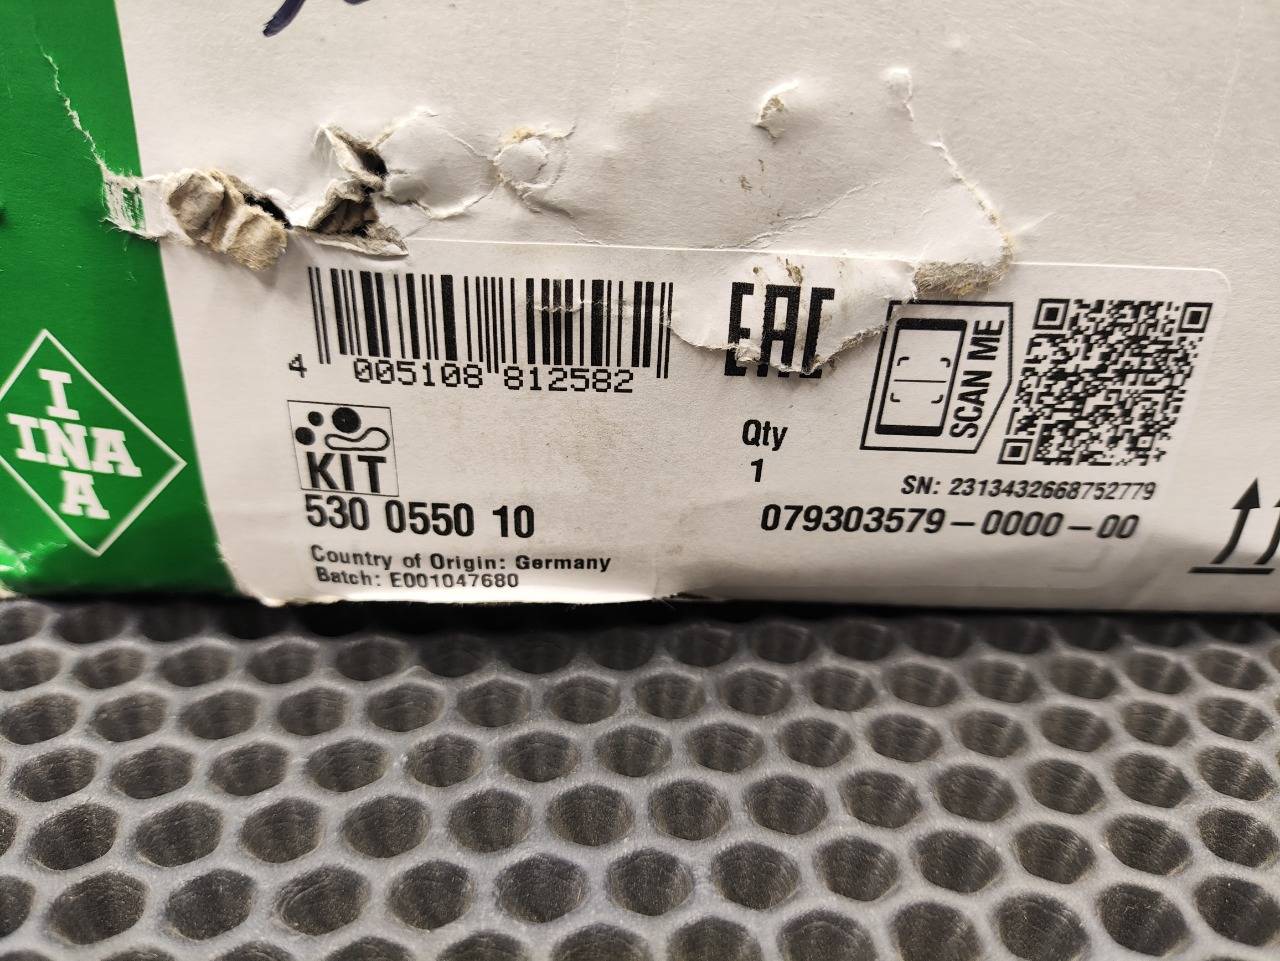 I
INA
A
4 005108 812582
EAC
SCAN ME
KIT
Qty
1
530 0550 10
SN: 2313432668752779
079303579-0000-00
Country of Origin: Germany
Batch: E001047680